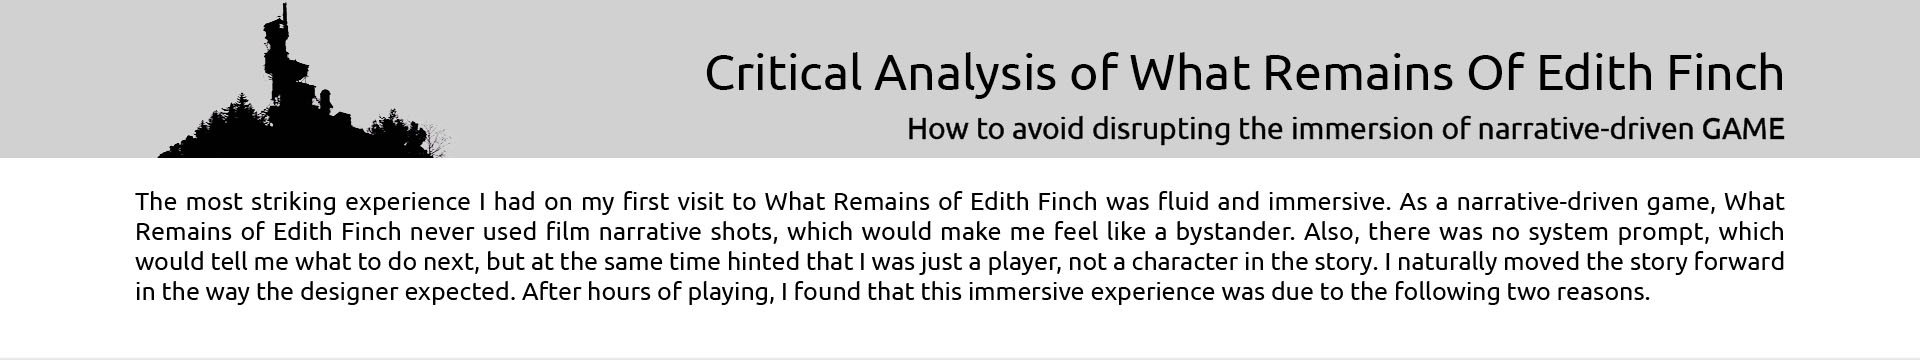 Critical Analysis of What Remains Of Edith Finch
How to avoid disrupting the immersion of narrative-driven GAME
The most striking experience I had on my first visit to What Remains of Edith Finch was fluid and immersive. As a narrative-driven game, What
Remains of Edith Finch never used film narrative shots, which would make me feel like a bystander. Also, there was no system prompt, which
would tell me what to do next, but at the same time hinted that I was just a player, not a character in the story. I naturally moved the story forward
in the way the designer expected. After hours of playing, I found that this immersive experience was due to the following two reasons.